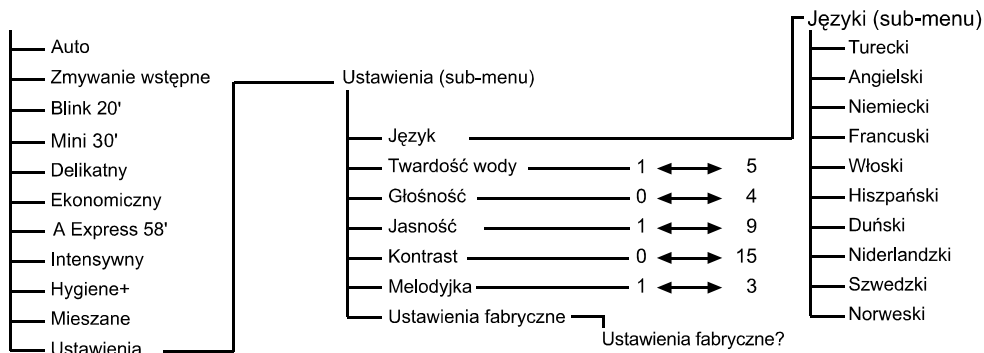 Auto
Zmywanie wstępne
Blink 20'
Mini 30'
Delikatny
Ekonomiczny
A Express 58'
Intensywny
Hygiene+
Mieszane
Ustawienia
Ustawienia (sub-menu)
Język
Twardość wody 1 5
Głośność 0 4
Jasność 1 9
Kontrast 0 15
Melodyjka 1 3
Ustawienia fabryczne
Ustawienia fabryczne?
Języki (sub-menu)
Turecki
Angielski
Niemiecki
Francuski
Włoski
Hiszpański
Duński
Niderlandzki
Szwedzki
Norweski